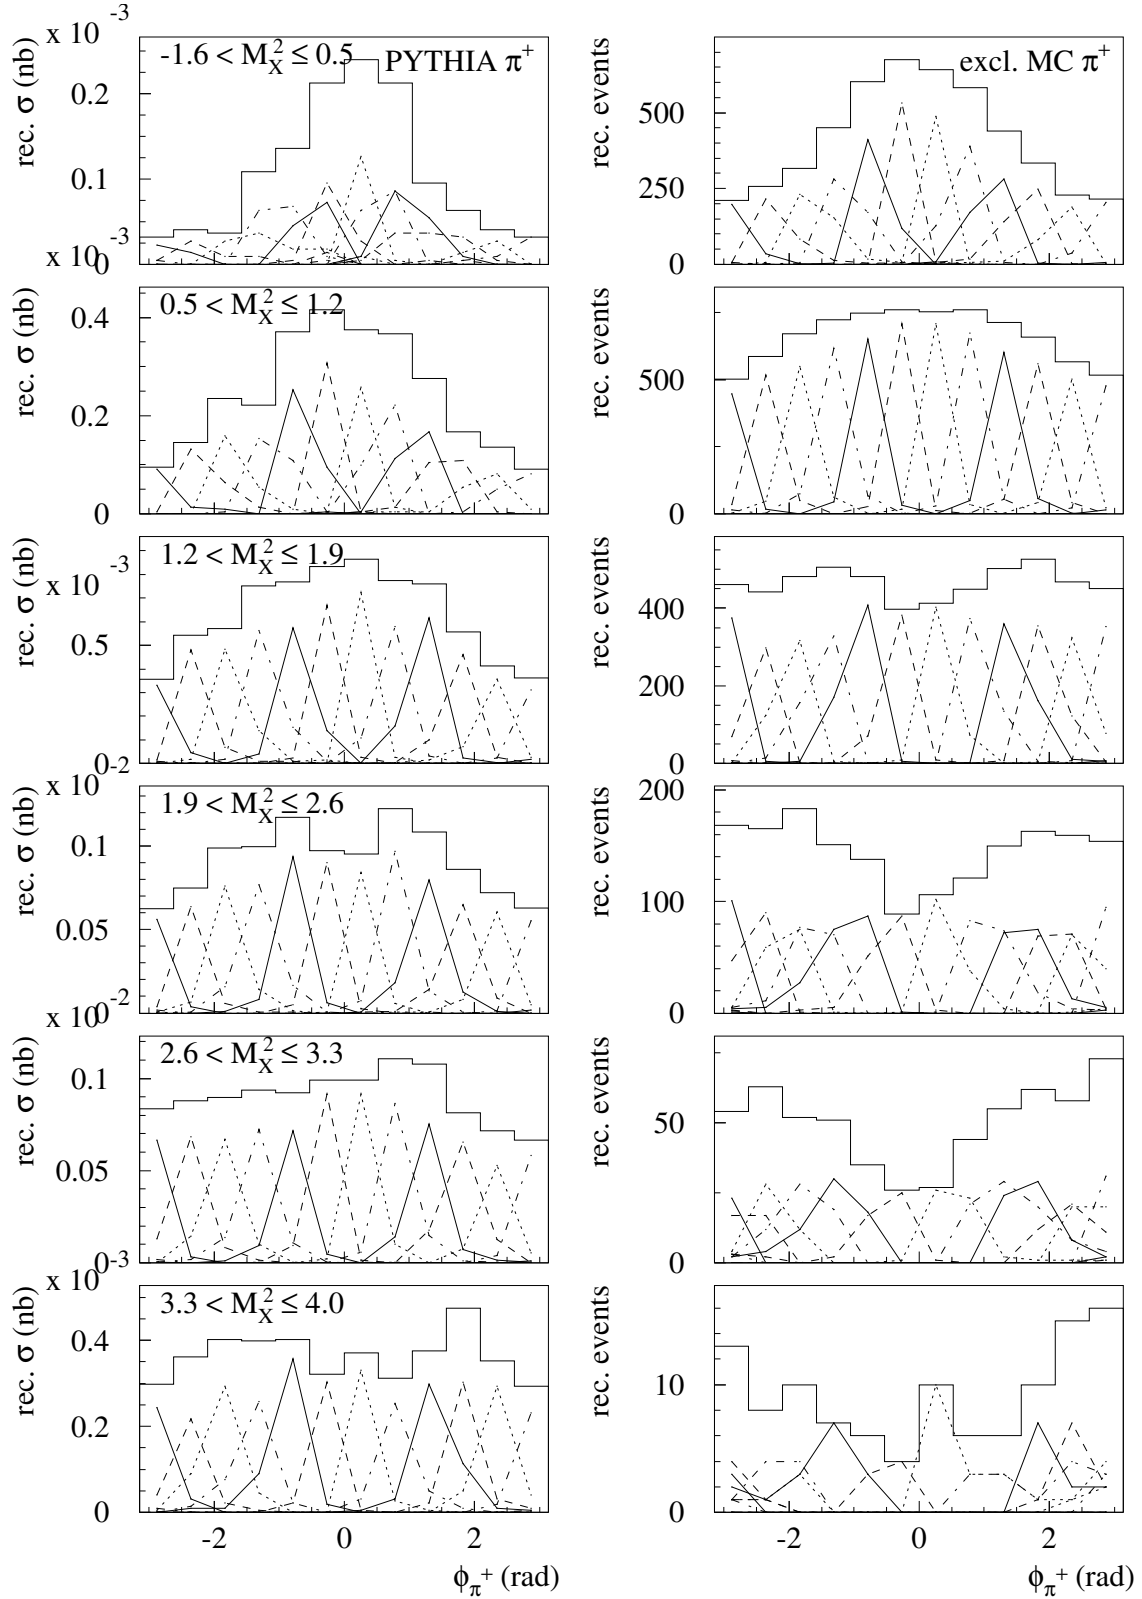 x 10 -3
rec. σ (nb)
-1.6 < M_X^2 ≤ 0.5 PYTHIA π+
0.2
0.1
0
rec. events
excl. MC π+
500
250
0
x 10 -3
rec. σ (nb)
0.5 < M_X^2 ≤ 1.2
0.4
0.2
0
rec. events
500
0
x 10 -3
rec. σ (nb)
1.2 < M_X^2 ≤ 1.9
0.5
0
rec. events
400
200
0
x 10 -2
rec. σ (nb)
1.9 < M_X^2 ≤ 2.6
0.1
0.05
0
rec. events
200
100
0
x 10 -2
rec. σ (nb)
2.6 < M_X^2 ≤ 3.3
0.1
0.05
0
rec. events
50
0
x 10 -3
rec. σ (nb)
3.3 < M_X^2 ≤ 4.0
0.4
0.2
0
-2 0 2
ϕπ+ (rad)
rec. events
10
0
-2 0 2
ϕπ+ (rad)